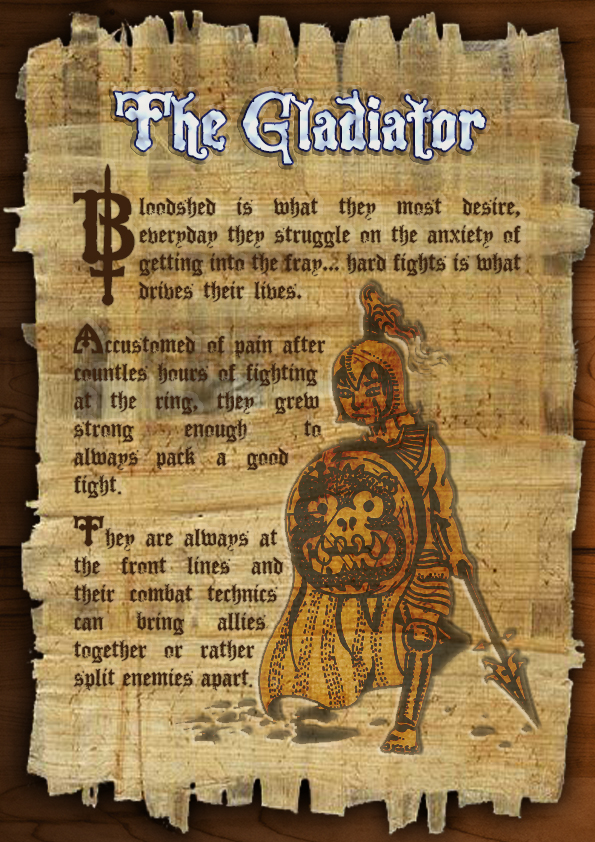 The Gladiator
Bloodshed is what they most desire,
everyday they struggle on the anxiety of
getting into the fray... hard fights is what
drives their lives.
Accustomed of pain after
countles hours of fighting
at the ring, they grew
strong enough to
always pack a good
fight.
They are always at
the front lines and
their combat technics
can bring allies
together or rather
split enemies apart.